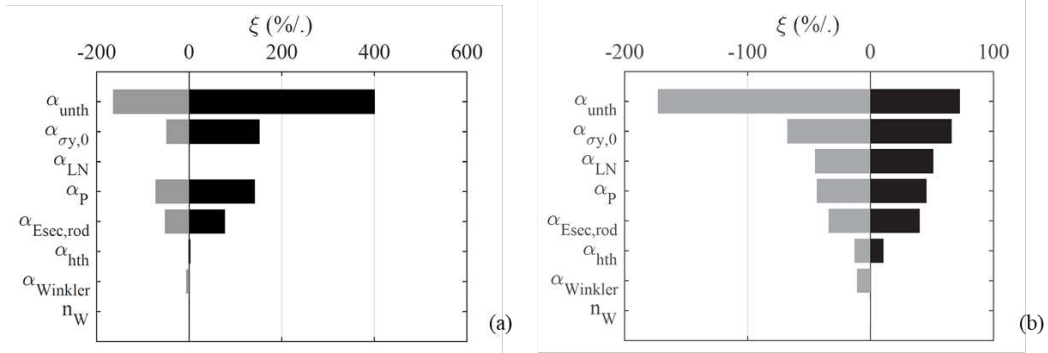 ξ (%/.)
-200 0 200 400 600
α_unth
α_σy,0
α_LN
α_P
α_Esec,rod
α_hth
α_Winkler
n_W
(a)
ξ (%/.)
-200 -100 0 100
α_unth
α_σy,0
α_LN
α_P
α_Esec,rod
α_hth
α_Winkler
n_W
(b)